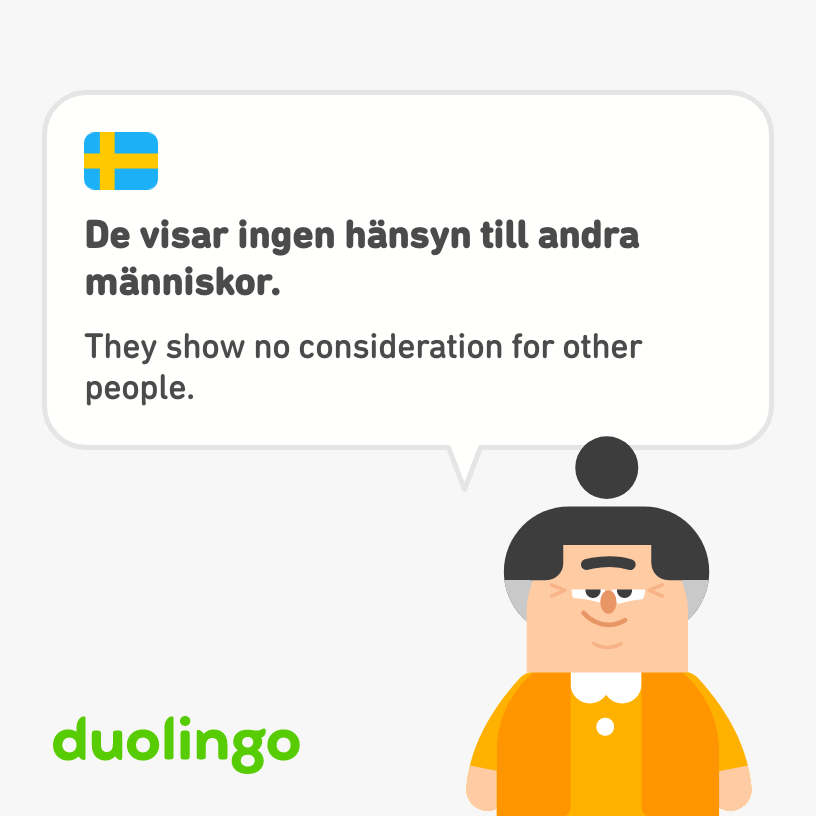 De visar ingen hänsyn till andra
människor.
They show no consideration for other
people.
duolingo